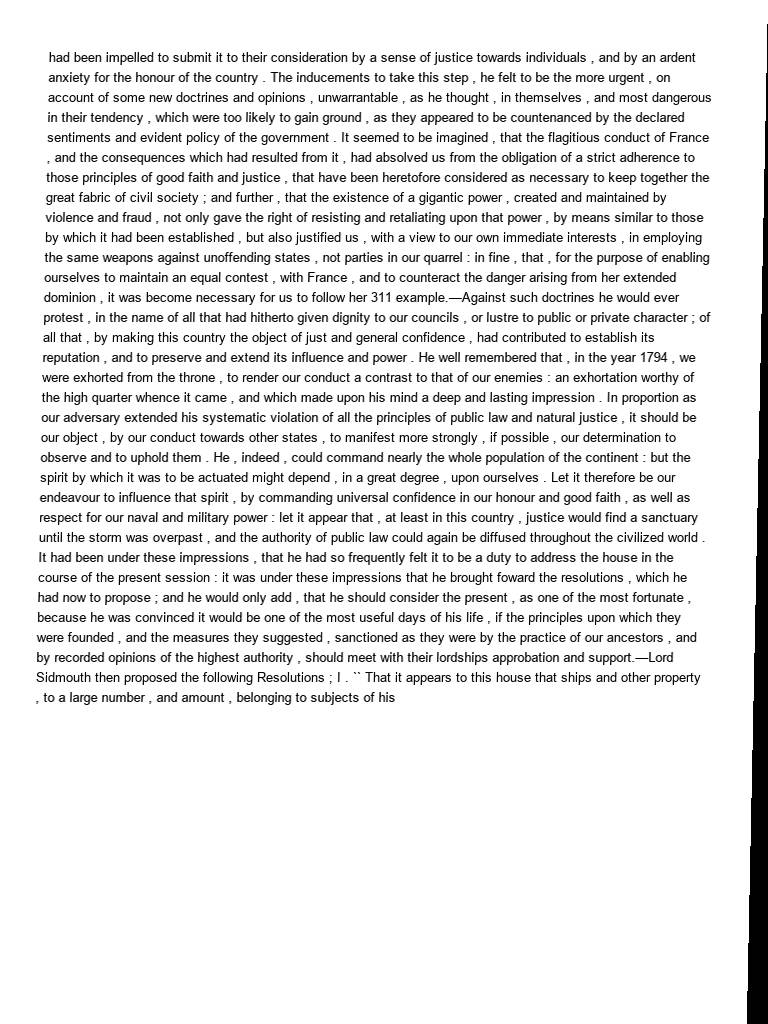 had been impelled to submit it to their consideration by a sense of justice towards individuals , and by an ardent
anxiety for the honour of the country . The inducements to take this step , he felt to be the more urgent , on
account of some new doctrines and opinions , unwarrantable , as he thought , in themselves , and most dangerous
in their tendency , which were too likely to gain ground , as they appeared to be countenanced by the declared
sentiments and evident policy of the government . It seemed to be imagined , that the flagitious conduct of France
, and the consequences which had resulted from it , had absolved us from the obligation of a strict adherence to
those principles of good faith and justice , that have been heretofore considered as necessary to keep together the
great fabric of civil society ; and further , that the existence of a gigantic power , created and maintained by
violence and fraud , not only gave the right of resisting and retaliating upon that power , by means similar to those
by which it had been established , but also justified us , with a view to our own immediate interests , in employing
the same weapons against unoffending states , not parties in our quarrel : in fine , that , for the purpose of enabling
ourselves to maintain an equal contest , with France , and to counteract the danger arising from her extended
dominion , it was become necessary for us to follow her 311 example.—Against such doctrines he would ever
protest , in the name of all that had hitherto given dignity to our councils , or lustre to public or private character ; of
all that , by making this country the object of just and general confidence , had contributed to establish its
reputation , and to preserve and extend its influence and power . He well remembered that , in the year 1794 , we
were exhorted from the throne , to render our conduct a contrast to that of our enemies : an exhortation worthy of
the high quarter whence it came , and which made upon his mind a deep and lasting impression . In proportion as
our adversary extended his systematic violation of all the principles of public law and natural justice , it should be
our object , by our conduct towards other states , to manifest more strongly , if possible , our determination to
observe and to uphold them . He , indeed , could command nearly the whole population of the continent : but the
spirit by which it was to be actuated might depend , in a great degree , upon ourselves . Let it therefore be our
endeavour to influence that spirit , by commanding universal confidence in our honour and good faith , as well as
respect for our naval and military power : let it appear that , at least in this country , justice would find a sanctuary
until the storm was overpast , and the authority of public law could again be diffused throughout the civilized world .
It had been under these impressions , that he had so frequently felt it to be a duty to address the house in the
course of the present session : it was under these impressions that he brought foward the resolutions , which he
had now to propose ; and he would only add , that he should consider the present , as one of the most fortunate ,
because he was convinced it would be one of the most useful days of his life , if the principles upon which they
were founded , and the measures they suggested , sanctioned as they were by the practice of our ancestors , and
by recorded opinions of the highest authority , should meet with their lordships approbation and support.—Lord
Sidmouth then proposed the following Resolutions ; I . `` That it appears to this house that ships and other property
, to a large number , and amount , belonging to subjects of his